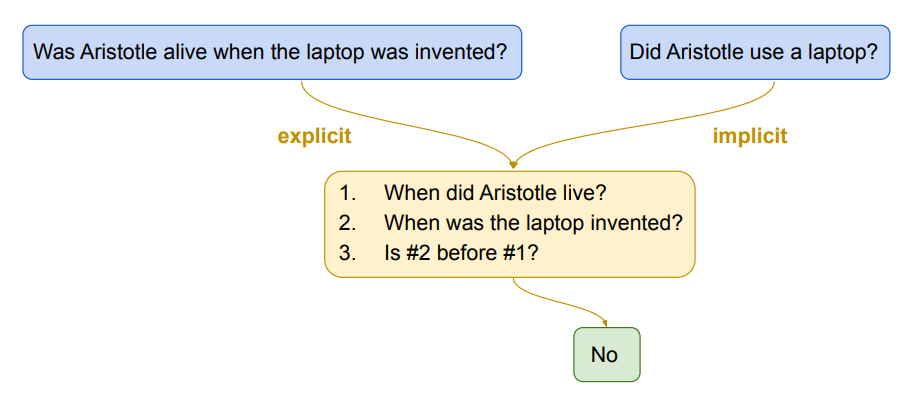 Was Aristotle alive when the laptop was invented?
Did Aristotle use a laptop?
explicit
implicit
1. When did Aristotle live?
2. When was the laptop invented?
3. Is #2 before #1?
No